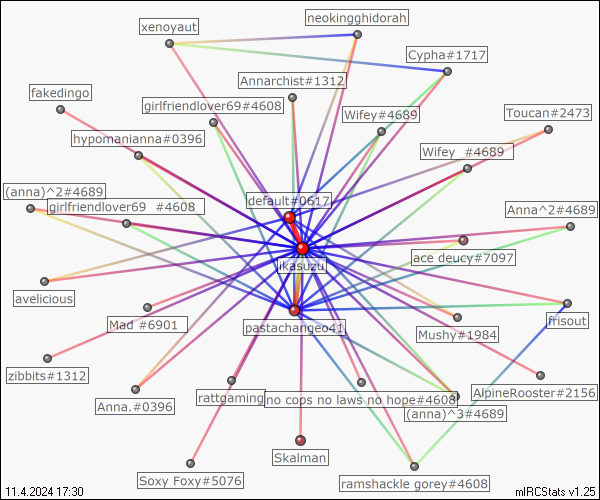 neokingghidorah
xenoyaut
Cypha#1717
Annarchist#1312
fakedingo
girlfriendlover69#4608
Wifey#4689
Toucan#2473
hypomanianna#0396
Wifey #4689
(anna)^2#4689
default#0617
girlfriendlover69 #4608
Anna^2#4689
ace deucy#7097
ikasuzu
avelicious
frisout
Mad #6901
pastachangeo41
Mushy#1984
zibbits#1312
AlpineRooster#2156
rattgaming
no cops no laws no hope#4608
Anna.#0396
(anna)^3#4689
Skalman
Soxy Foxy#5076
ramshackle gorey#4608
11.4.2024 17:30
mIRCStats v1.25